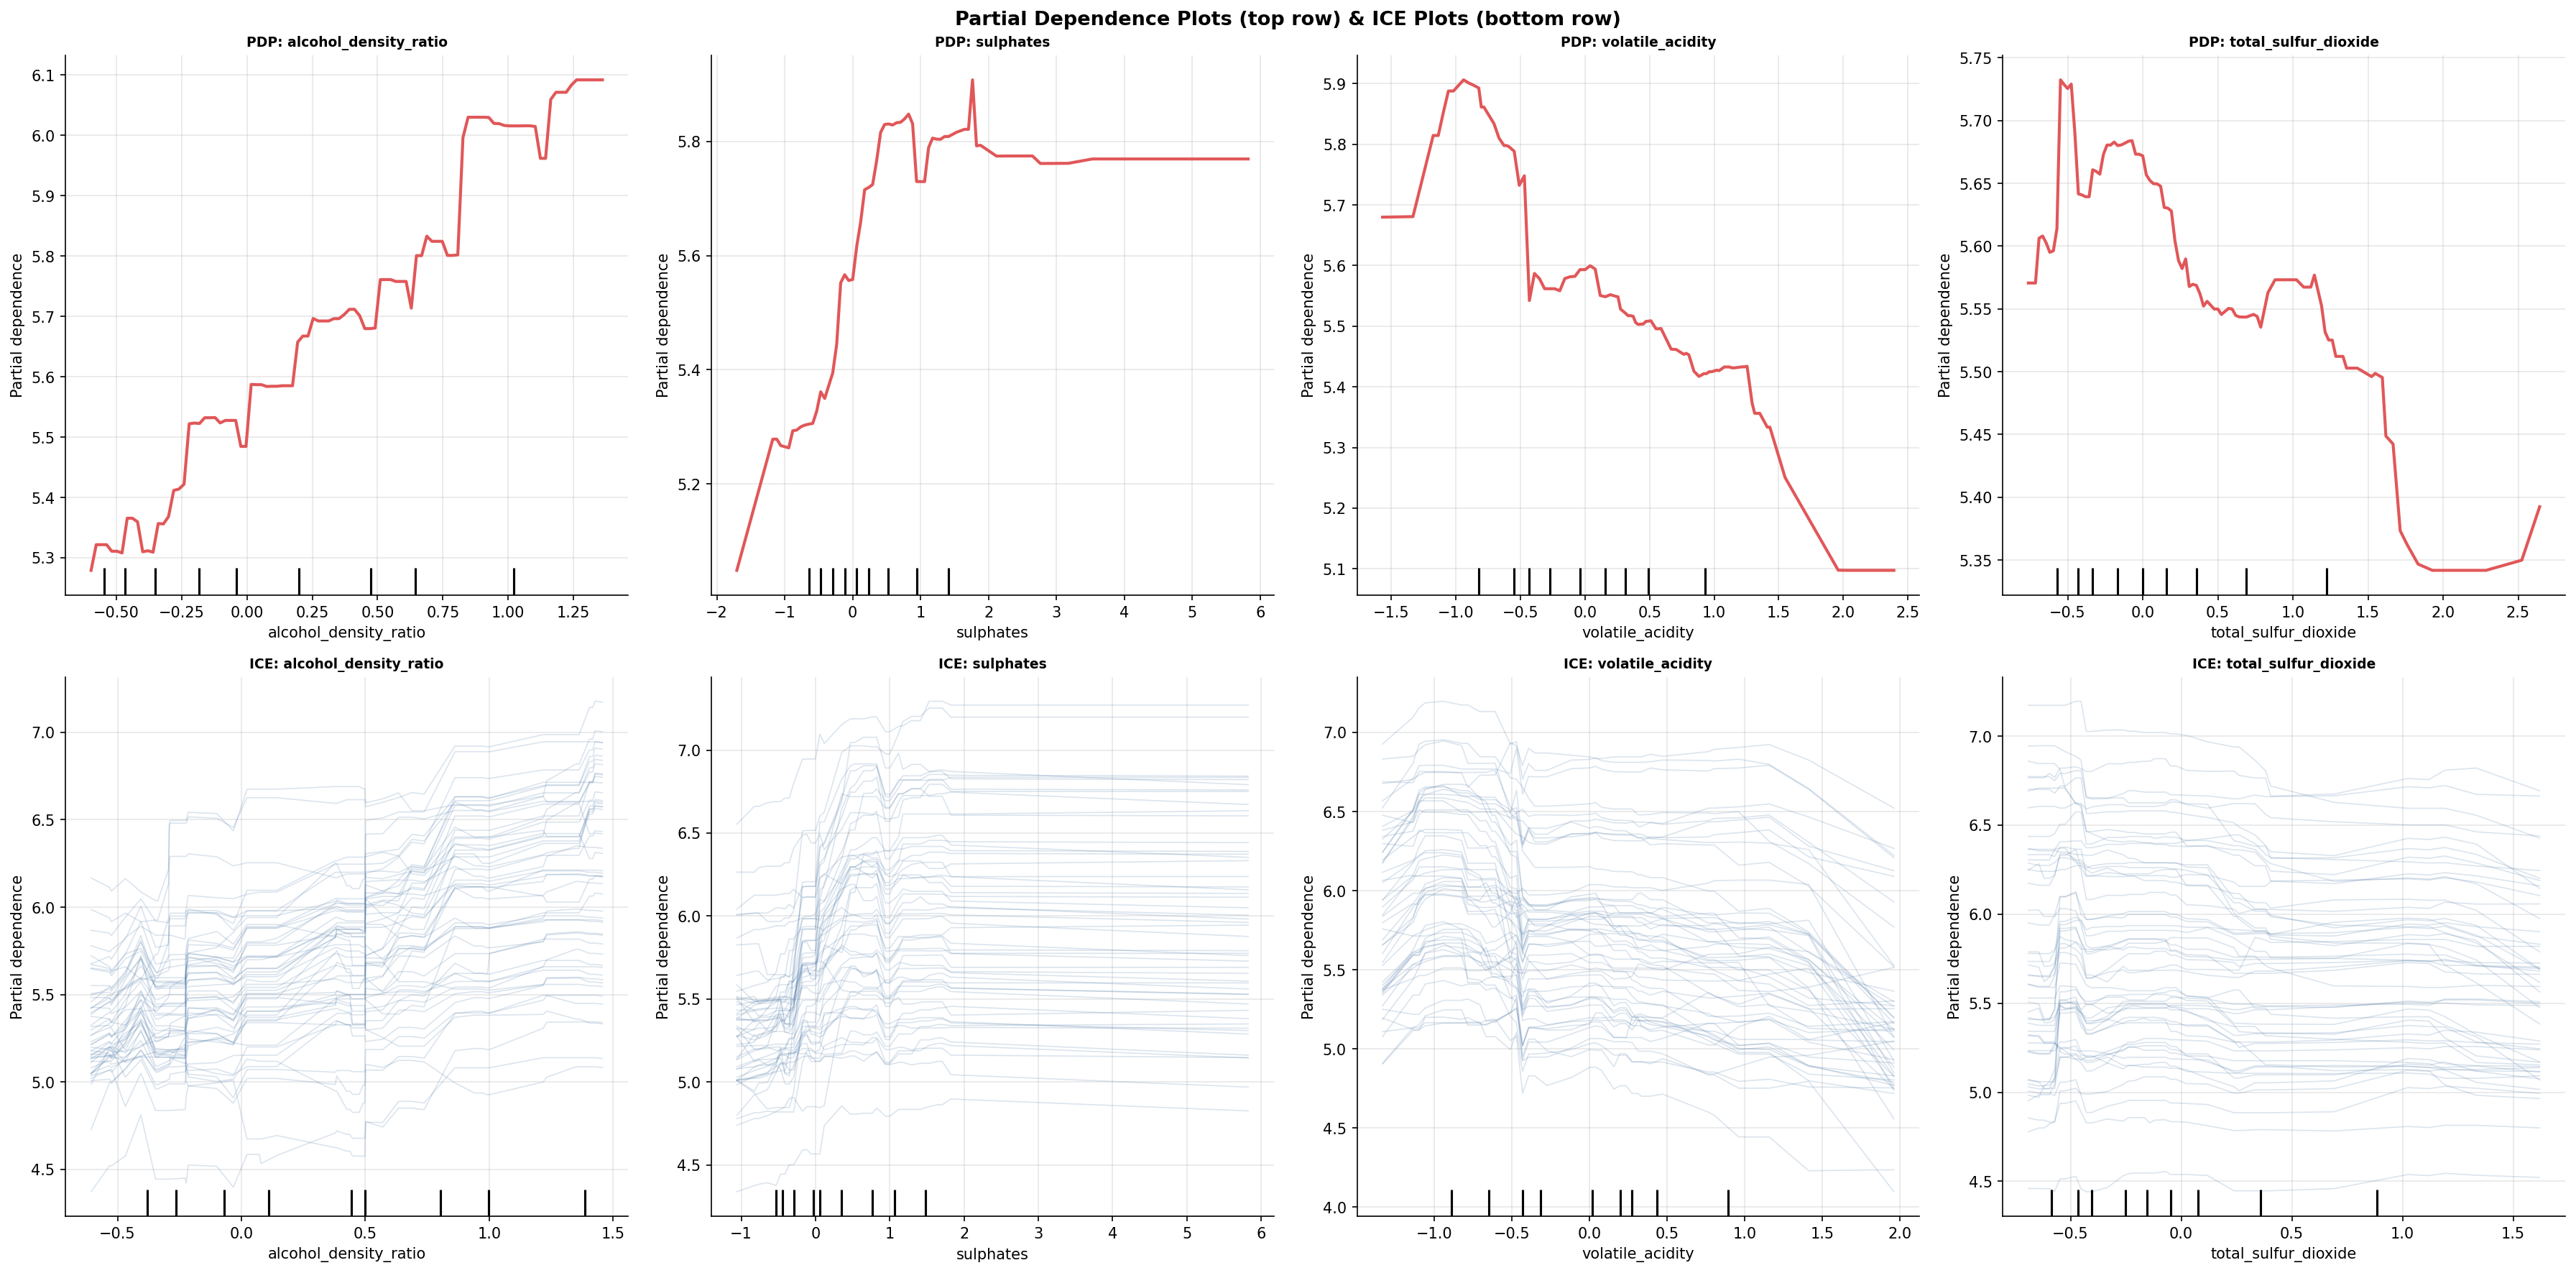 Partial Dependence Plots (top row) & ICE Plots (bottom row)
PDP: alcohol_density_ratio
Partial dependence
6.1
6.0
5.9
5.8
5.7
5.6
5.5
5.4
5.3
−0.50 −0.25 0.00 0.25 0.50 0.75 1.00 1.25
alcohol_density_ratio
PDP: sulphates
Partial dependence
5.8
5.6
5.4
5.2
−2 −1 0 1 2 3 4 5 6
sulphates
PDP: volatile_acidity
Partial dependence
5.9
5.8
5.7
5.6
5.5
5.4
5.3
5.2
5.1
−1.5 −1.0 −0.5 0.0 0.5 1.0 1.5 2.0 2.5
volatile_acidity
PDP: total_sulfur_dioxide
Partial dependence
5.75
5.70
5.65
5.60
5.55
5.50
5.45
5.40
5.35
−0.5 0.0 0.5 1.0 1.5 2.0 2.5
total_sulfur_dioxide
ICE: alcohol_density_ratio
Partial dependence
7.0
6.5
6.0
5.5
5.0
4.5
−0.5 0.0 0.5 1.0 1.5
alcohol_density_ratio
ICE: sulphates
Partial dependence
7.0
6.5
6.0
5.5
5.0
4.5
−1 0 1 2 3 4 5 6
sulphates
ICE: volatile_acidity
Partial dependence
7.0
6.5
6.0
5.5
5.0
4.5
4.0
−1.0 −0.5 0.0 0.5 1.0 1.5 2.0
volatile_acidity
ICE: total_sulfur_dioxide
Partial dependence
7.0
6.5
6.0
5.5
5.0
4.5
−0.5 0.0 0.5 1.0 1.5
total_sulfur_dioxide